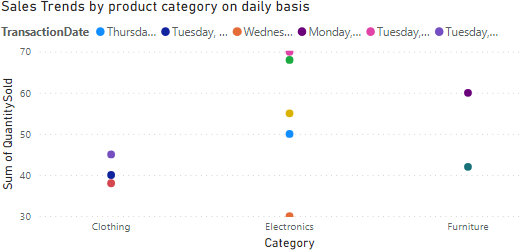 Sales Trends by product category on daily basis
TransactionDate Thursda... Tuesday, ... Wednes... Monday,... Tuesday,... Tuesday,...
70
60
50
40
30
Sum of QuantitySold
Clothing Electronics Furniture
Category